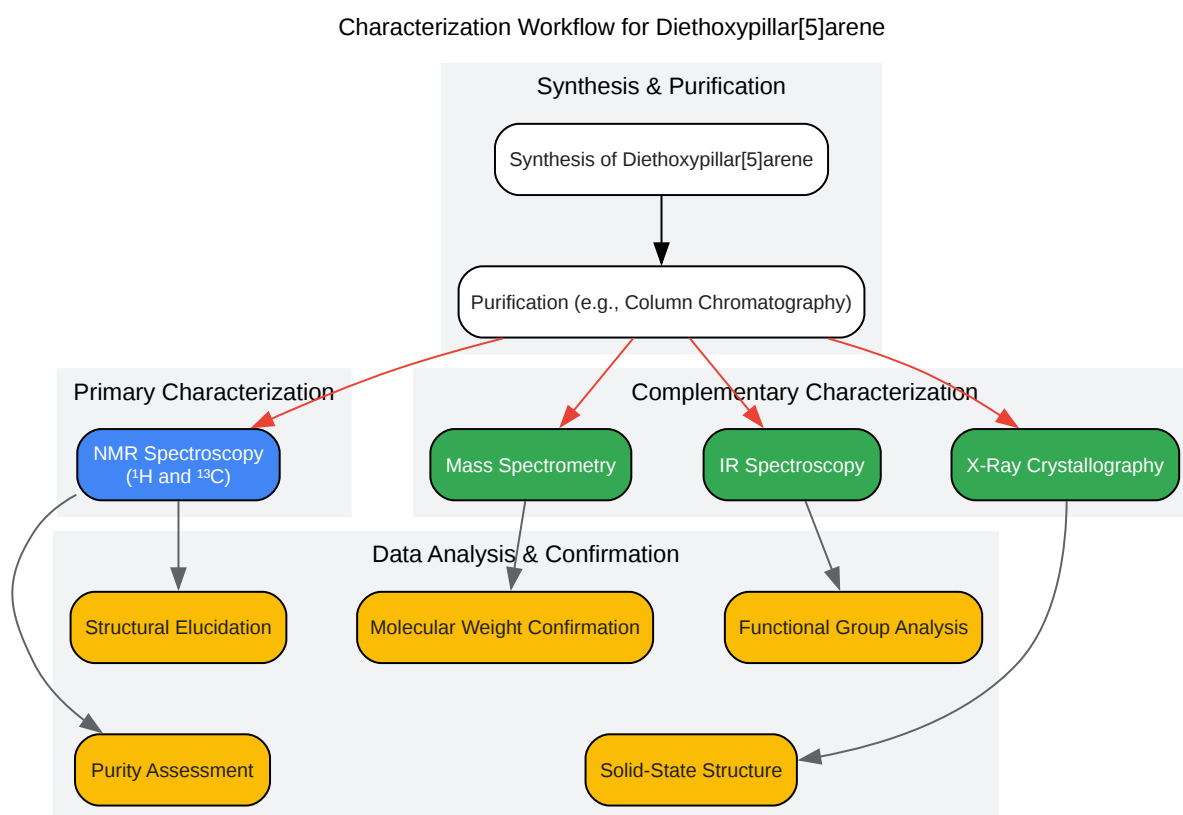 Characterization Workflow for Diethoxypillar[5]arene
Synthesis & Purification
Synthesis of Diethoxypillar[5]arene
Purification (e.g., Column Chromatography)
Primary Characterization
Complementary Characterization
NMR Spectroscopy
(¹H and ¹³C)
Mass Spectrometry
IR Spectroscopy
X-Ray Crystallography
Data Analysis & Confirmation
Structural Elucidation
Molecular Weight Confirmation
Functional Group Analysis
Purity Assessment
Solid-State Structure